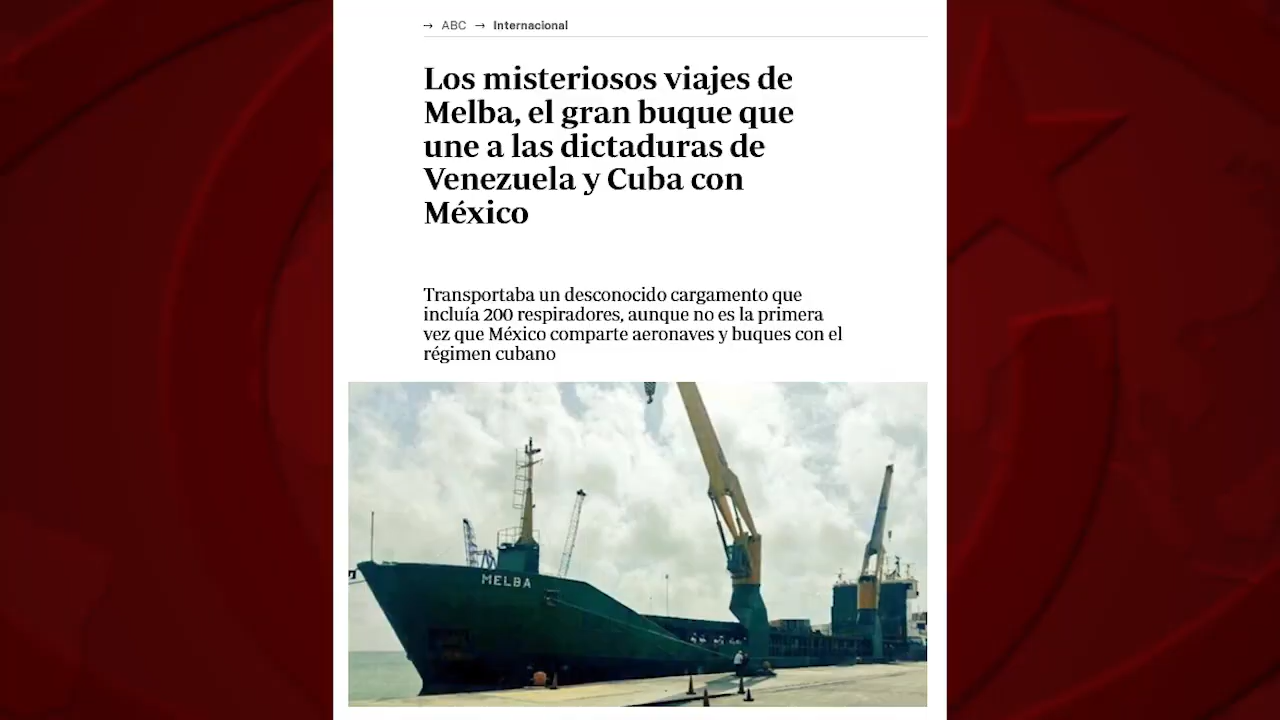 → ABC → Internacional
Los misteriosos viajes de
Melba, el gran buque que
une a las dictaduras de
Venezuela y Cuba con
México
Transportaba un desconocido cargamento que
incluía 200 respiradores, aunque no es la primera
vez que México comparte aeronaves y buques con el
régimen cubano
MELBA